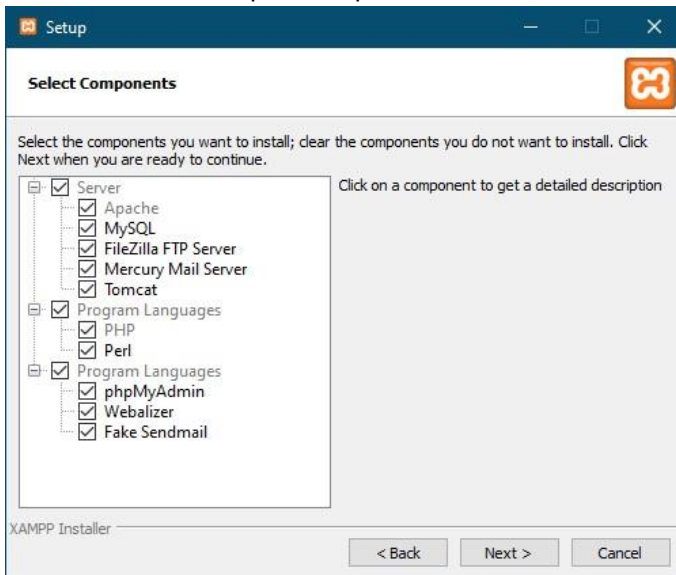 Setup
Select Components
Select the components you want to install; clear the components you do not want to install. Click
Next when you are ready to continue.
Server
Apache
MySQL
FileZilla FTP Server
Mercury Mail Server
Tomcat
Program Languages
PHP
Perl
Program Languages
phpMyAdmin
Webalizer
Fake Sendmail
Click on a component to get a detailed description
XAMPP Installer
< Back
Next >
Cancel